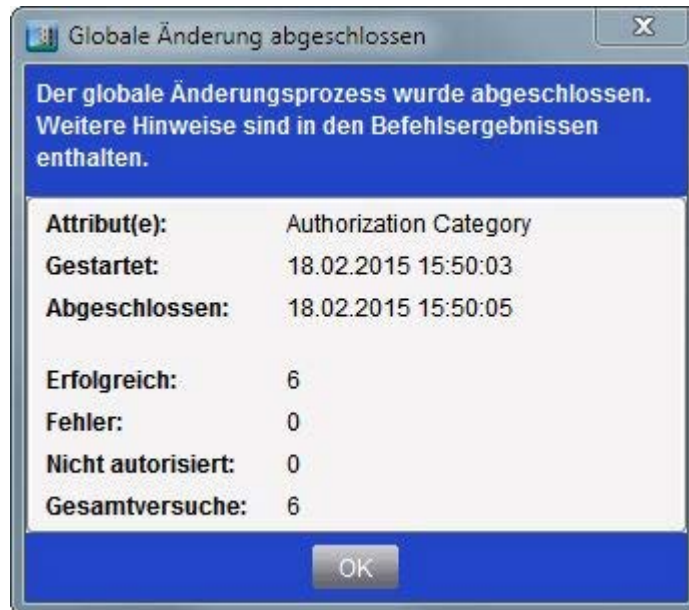 Globale Änderung abgeschlossen
Der globale Änderungsprozess wurde abgeschlossen.
Weitere Hinweise sind in den Befehlsergebnissen
enthalten.
Attribut(e): Authorization Category
Gestartet: 18.02.2015 15:50:03
Abgeschlossen: 18.02.2015 15:50:05
Erfolgreich: 6
Fehler: 0
Nicht autorisiert: 0
Gesamtversuche: 6
OK